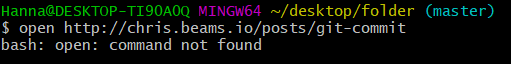 Hanna@DESKTOP-TI90AOQ MINGW64 ~/desktop/folder (master)
$ open http://chris.beams.io/posts/git-commit
bash: open: command not found